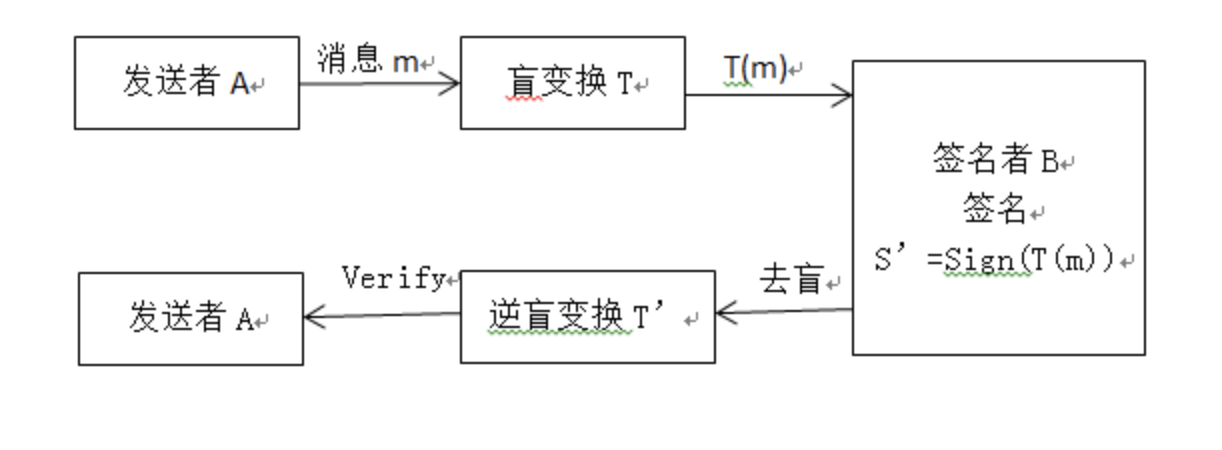 发送者 A
消息 m
盲变换 T
T(m)
签名者 B
签名
S’=Sign(T(m))
去盲
逆盲变换 T’
Verify
发送者 A